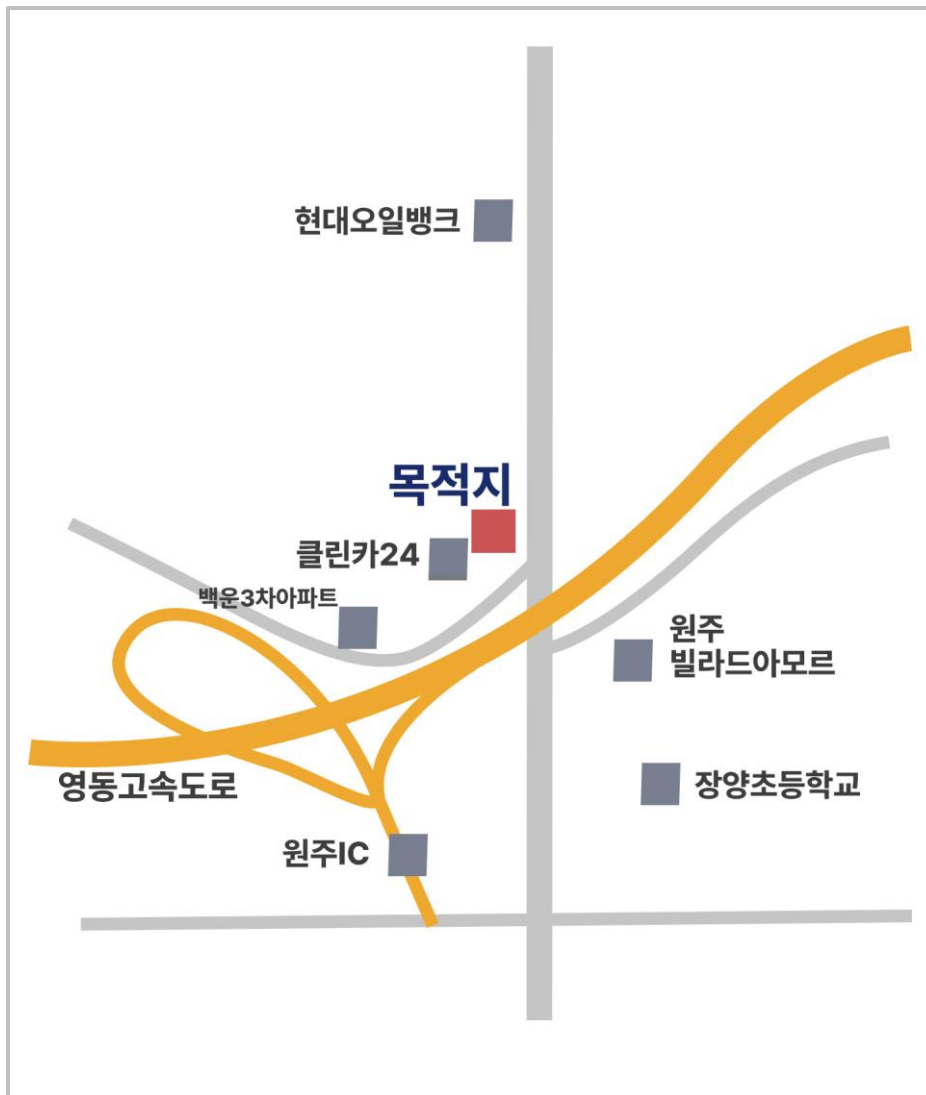 현대오일뱅크
목적지
클린카24
백운3차아파트
원주
빌라드아모르
영동고속도로
장양초등학교
원주IC